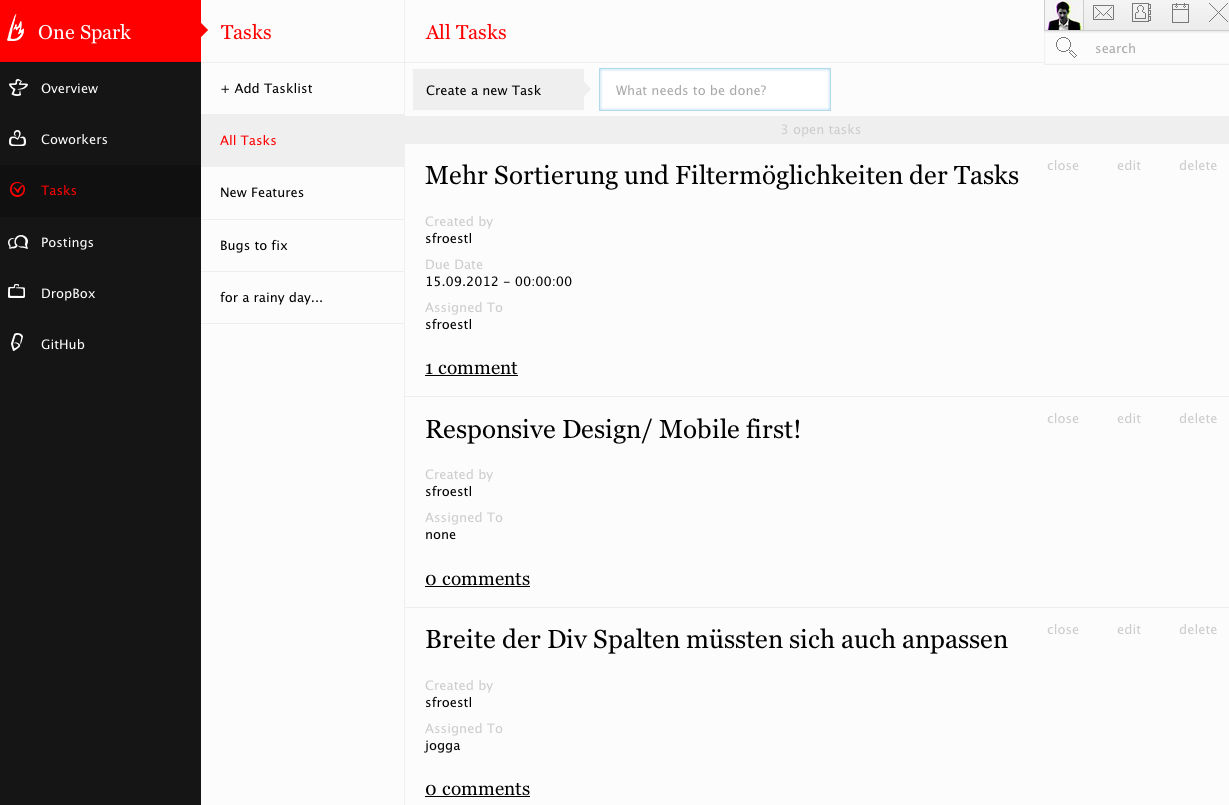 One Spark
Overview
Coworkers
Tasks
Postings
DropBox
GitHub
Tasks
+ Add Tasklist
All Tasks
New Features
Bugs to fix
for a rainy day...
All Tasks
search
Create a new Task
What needs to be done?
3 open tasks
Mehr Sortierung und Filtermöglichkeiten der Tasks
close edit delete
Created by
sfroestl
Due Date
15.09.2012 - 00:00:00
Assigned To
sfroestl
1 comment
Responsive Design/ Mobile first!
close edit delete
Created by
sfroestl
Assigned To
none
0 comments
Breite der Div Spalten müssten sich auch anpassen
close edit delete
Created by
sfroestl
Assigned To
jogga
0 comments